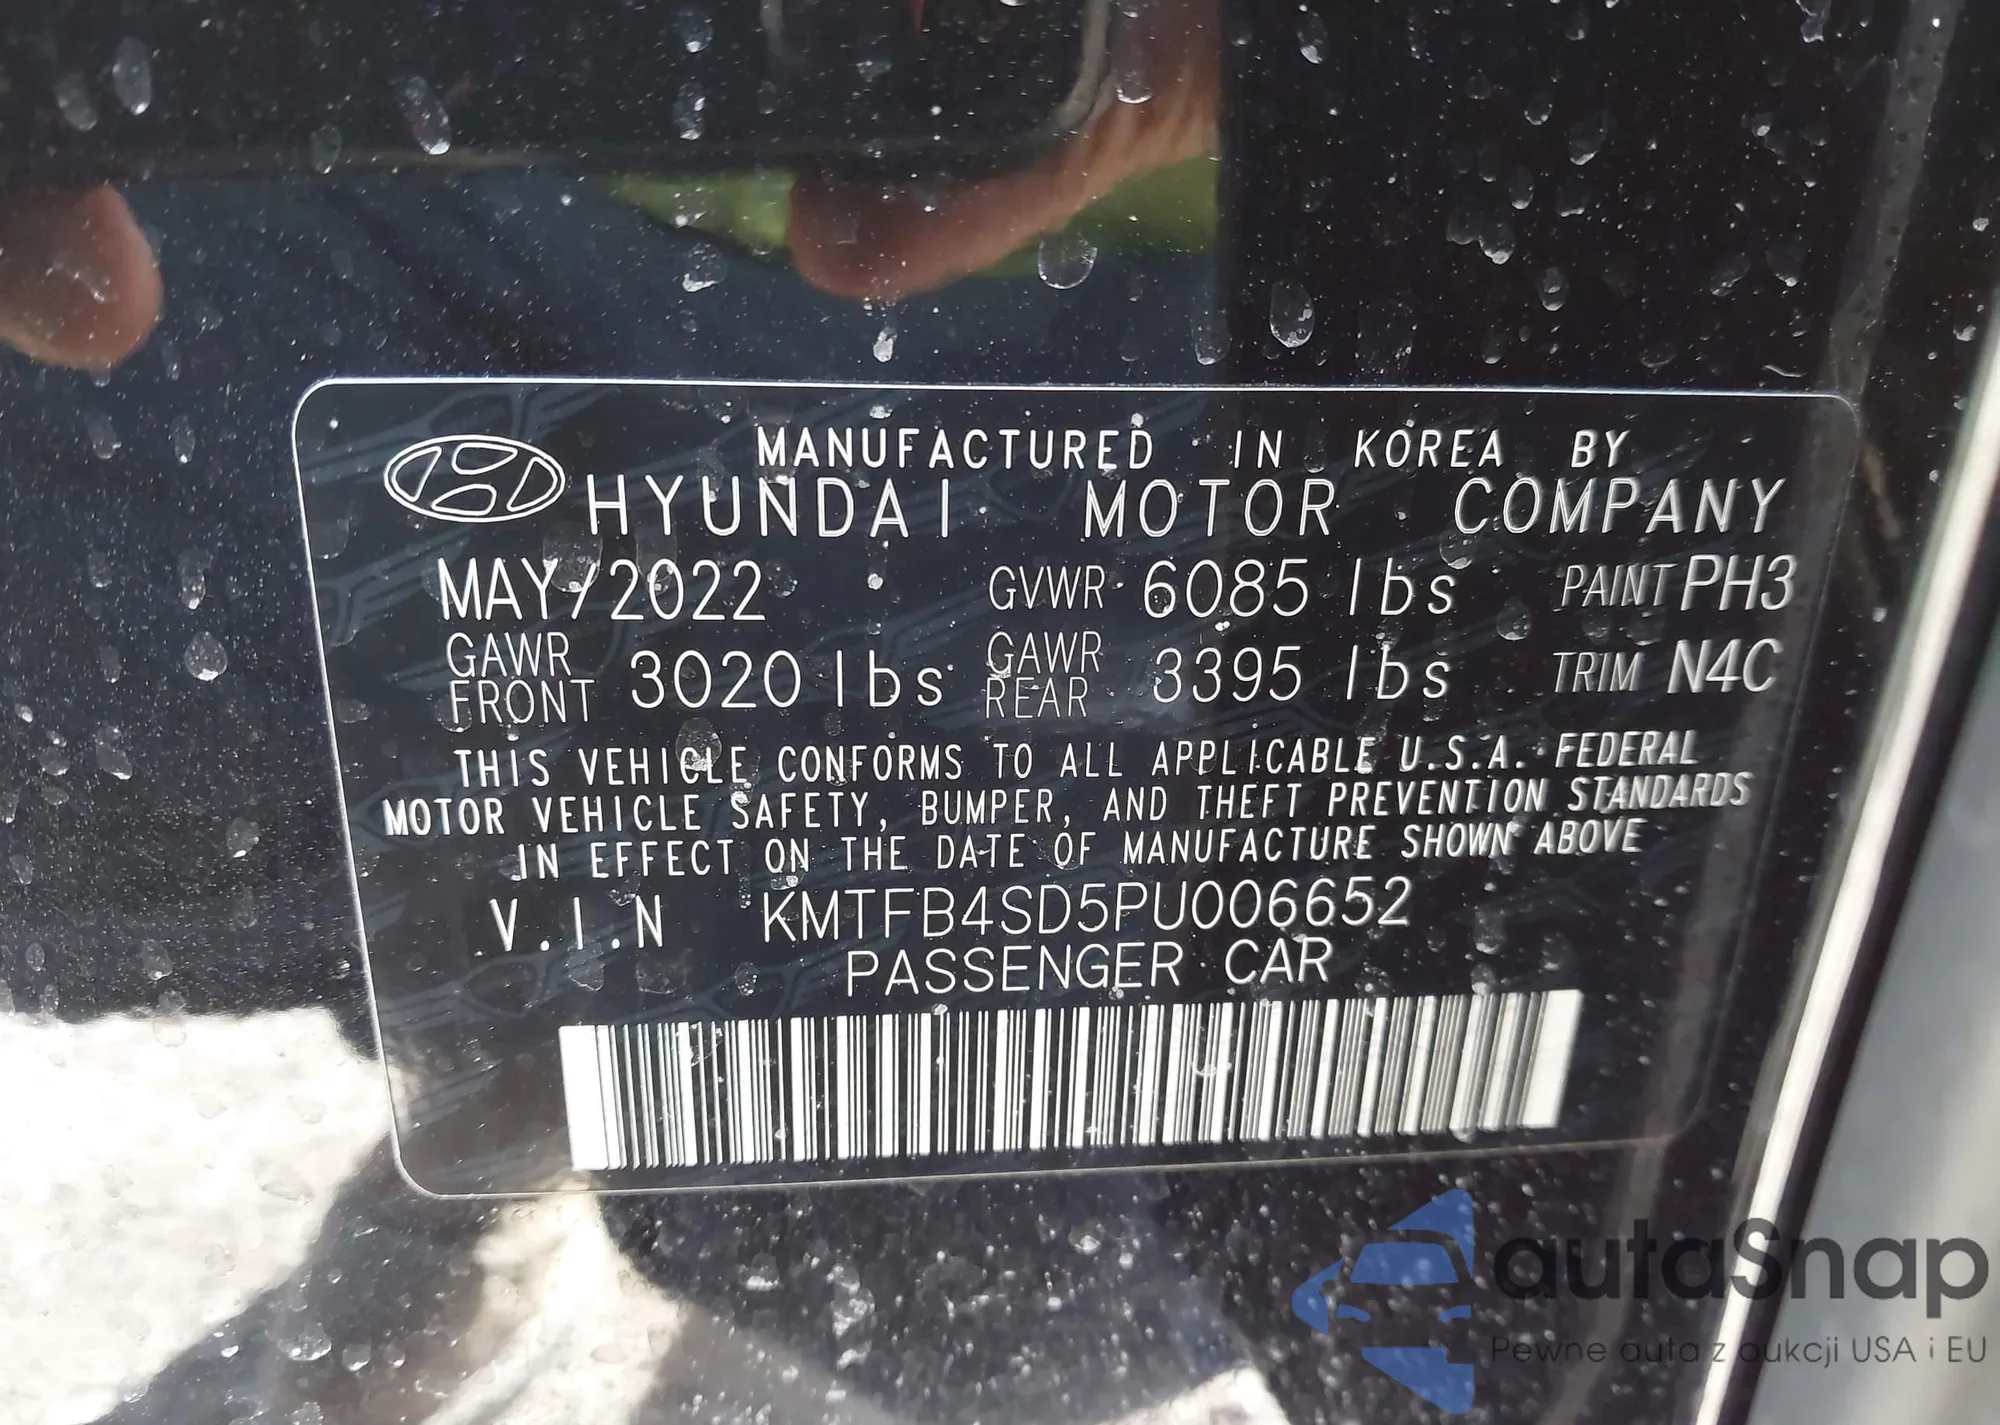 MANUFACTURED IN KOREA BY
HYUNDAI MOTOR COMPANY
MAY/2022 GVWR 6085 lbs PAINT PH3
GAWR FRONT 3020 lbs GAWR REAR 3395 lbs TRIM N4C
THIS VEHICLE CONFORMS TO ALL APPLICABLE U.S.A. FEDERAL
MOTOR VEHICLE SAFETY, BUMPER, AND THEFT PREVENTION STANDARDS
IN EFFECT ON THE DATE OF MANUFACTURE SHOWN ABOVE
V.I.N KMTFB4SD5PU006652
PASSENGER CAR
autaSnap
Pewne auta z aukcji USA i EU